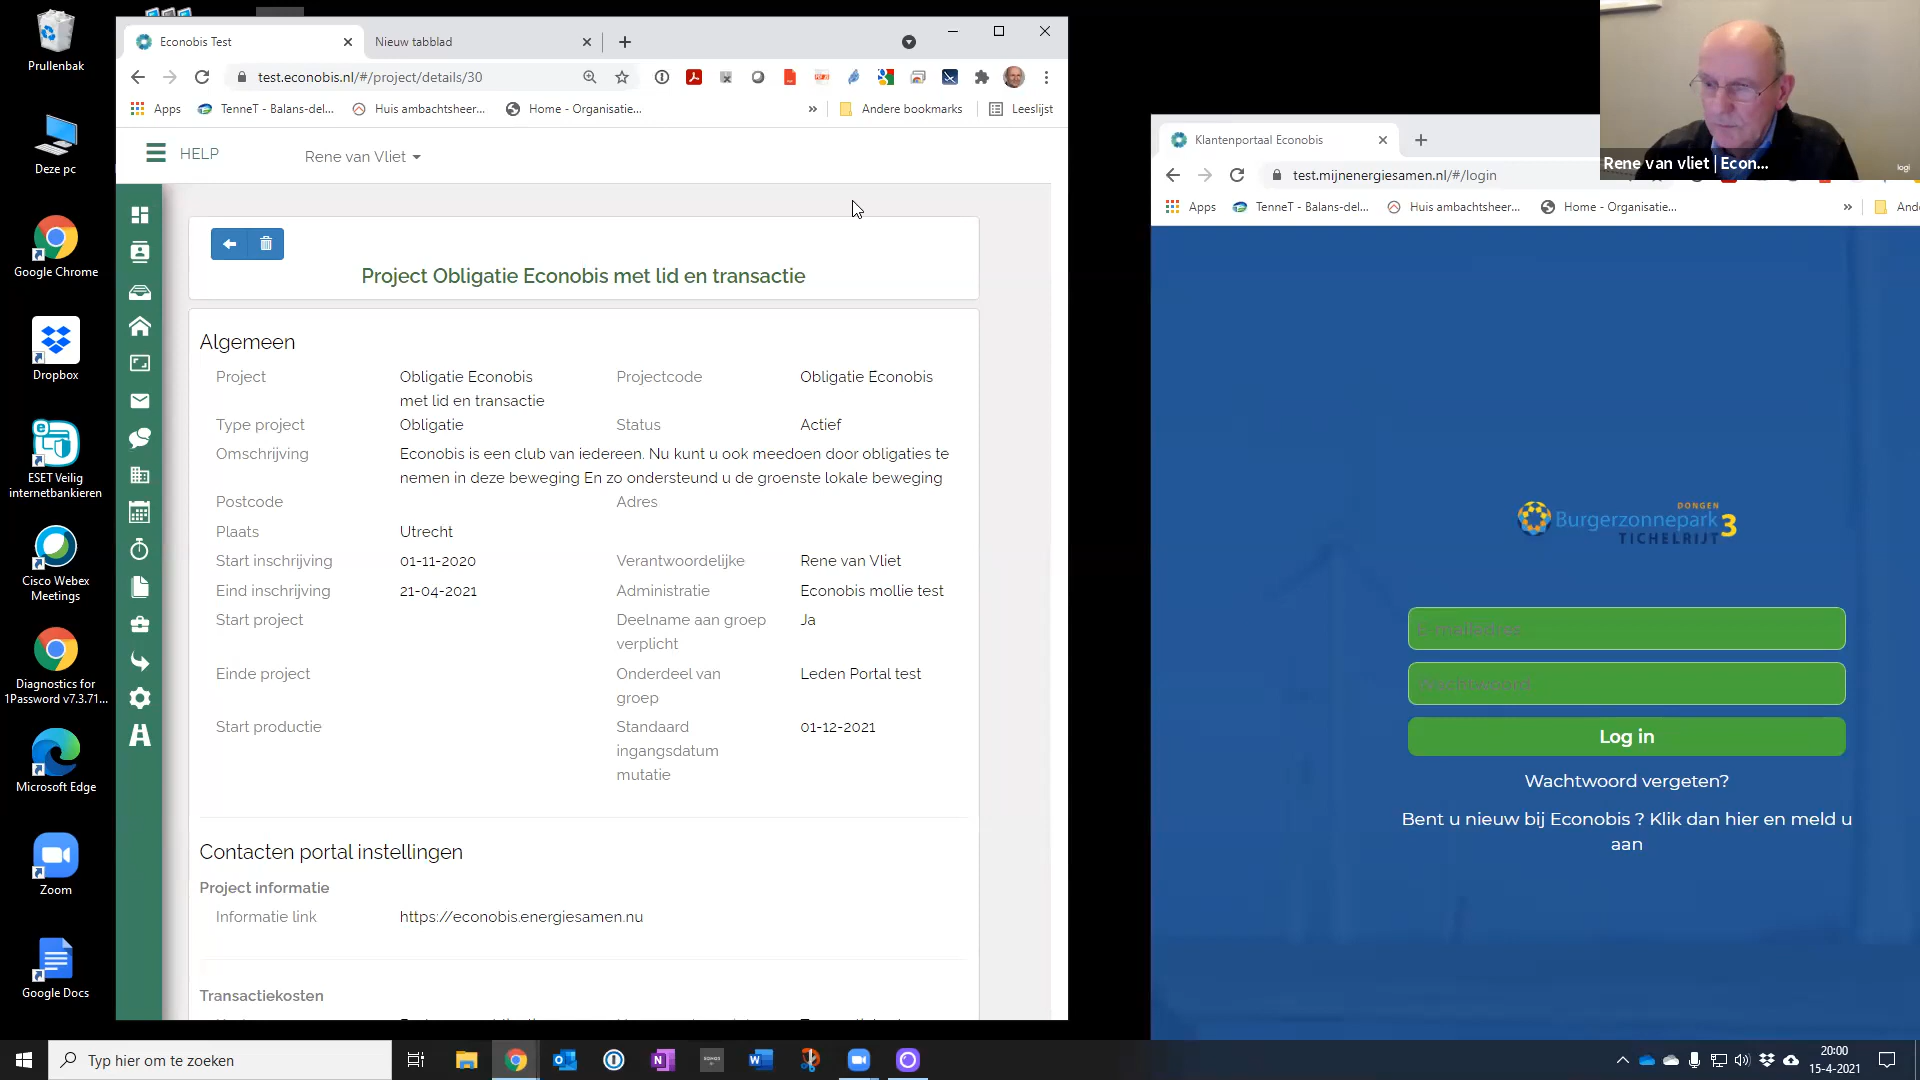 Prullenbak
Deze pc
Google Chrome
Dropbox
ESET Veilig
internetbankieren
Cisco Webex
Meetings
Diagnostics for
1Password v7.3.71...
Microsoft Edge
Zoom
Google Docs
Econobis Test
Nieuw tabblad
test.econobis.nl/#/project/details/30
Apps
TenneT - Balans-del...
Huis ambachtsheer...
Home - Organisatie...
»
Andere bookmarks
Leeslijst
HELP
Rene van Vliet
Project Obligatie Econobis met lid en transactie
Algemeen
Project Obligatie Econobis Projectcode Obligatie Econobis
met lid en transactie
Type project Obligatie Status Actief
Omschrijving Econobis is een club van iedereen. Nu kunt u ook meedoen door obligaties te
nemen in deze beweging En zo ondersteund u de groenste lokale beweging
Postcode Adres
Plaats Utrecht
Start inschrijving 01-11-2020 Verantwoordelijke Rene van Vliet
Eind inschrijving 21-04-2021 Administratie Econobis mollie test
Start project Deelname aan groep Ja
verplicht
Einde project Onderdeel van Leden Portal test
groep
Start productie Standaard 01-12-2021
ingangsdatum
mutatie
Contacten portal instellingen
Project informatie
Informatie link https://econobis.energiesamen.nu
Transactiekosten
Klantenportaal Econobis
test.mijnenergiesamen.nl/#/login
Apps
TenneT - Balans-del...
Huis ambachtsheer...
Home - Organisatie...
»
And
Rene van vliet | Econ...
logi
DONGEN
Burgerzonnepark 3
TICHELRIJT
Log in
Wachtwoord vergeten?
Bent u nieuw bij Econobis ? Klik dan hier en meld u
aan
Typ hier om te zoeken
20:00
15-4-2021